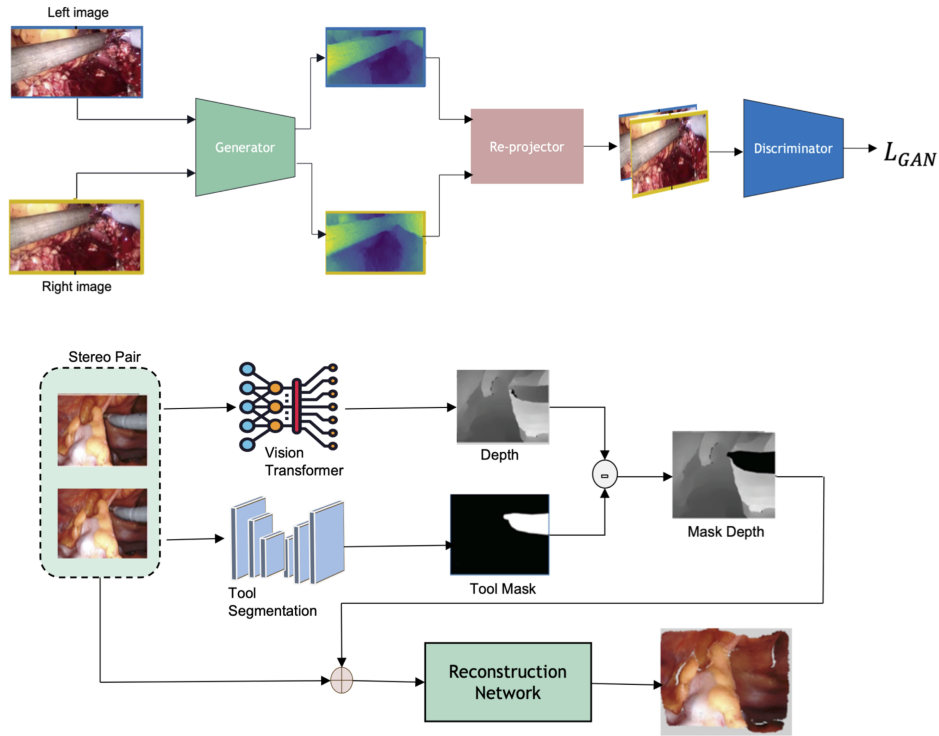 Left image
Generator
Re-projector
Discriminator
L_GAN
Right image
Stereo Pair
Vision
Transformer
Depth
-
Mask Depth
Tool
Segmentation
Tool Mask
Reconstruction
Network